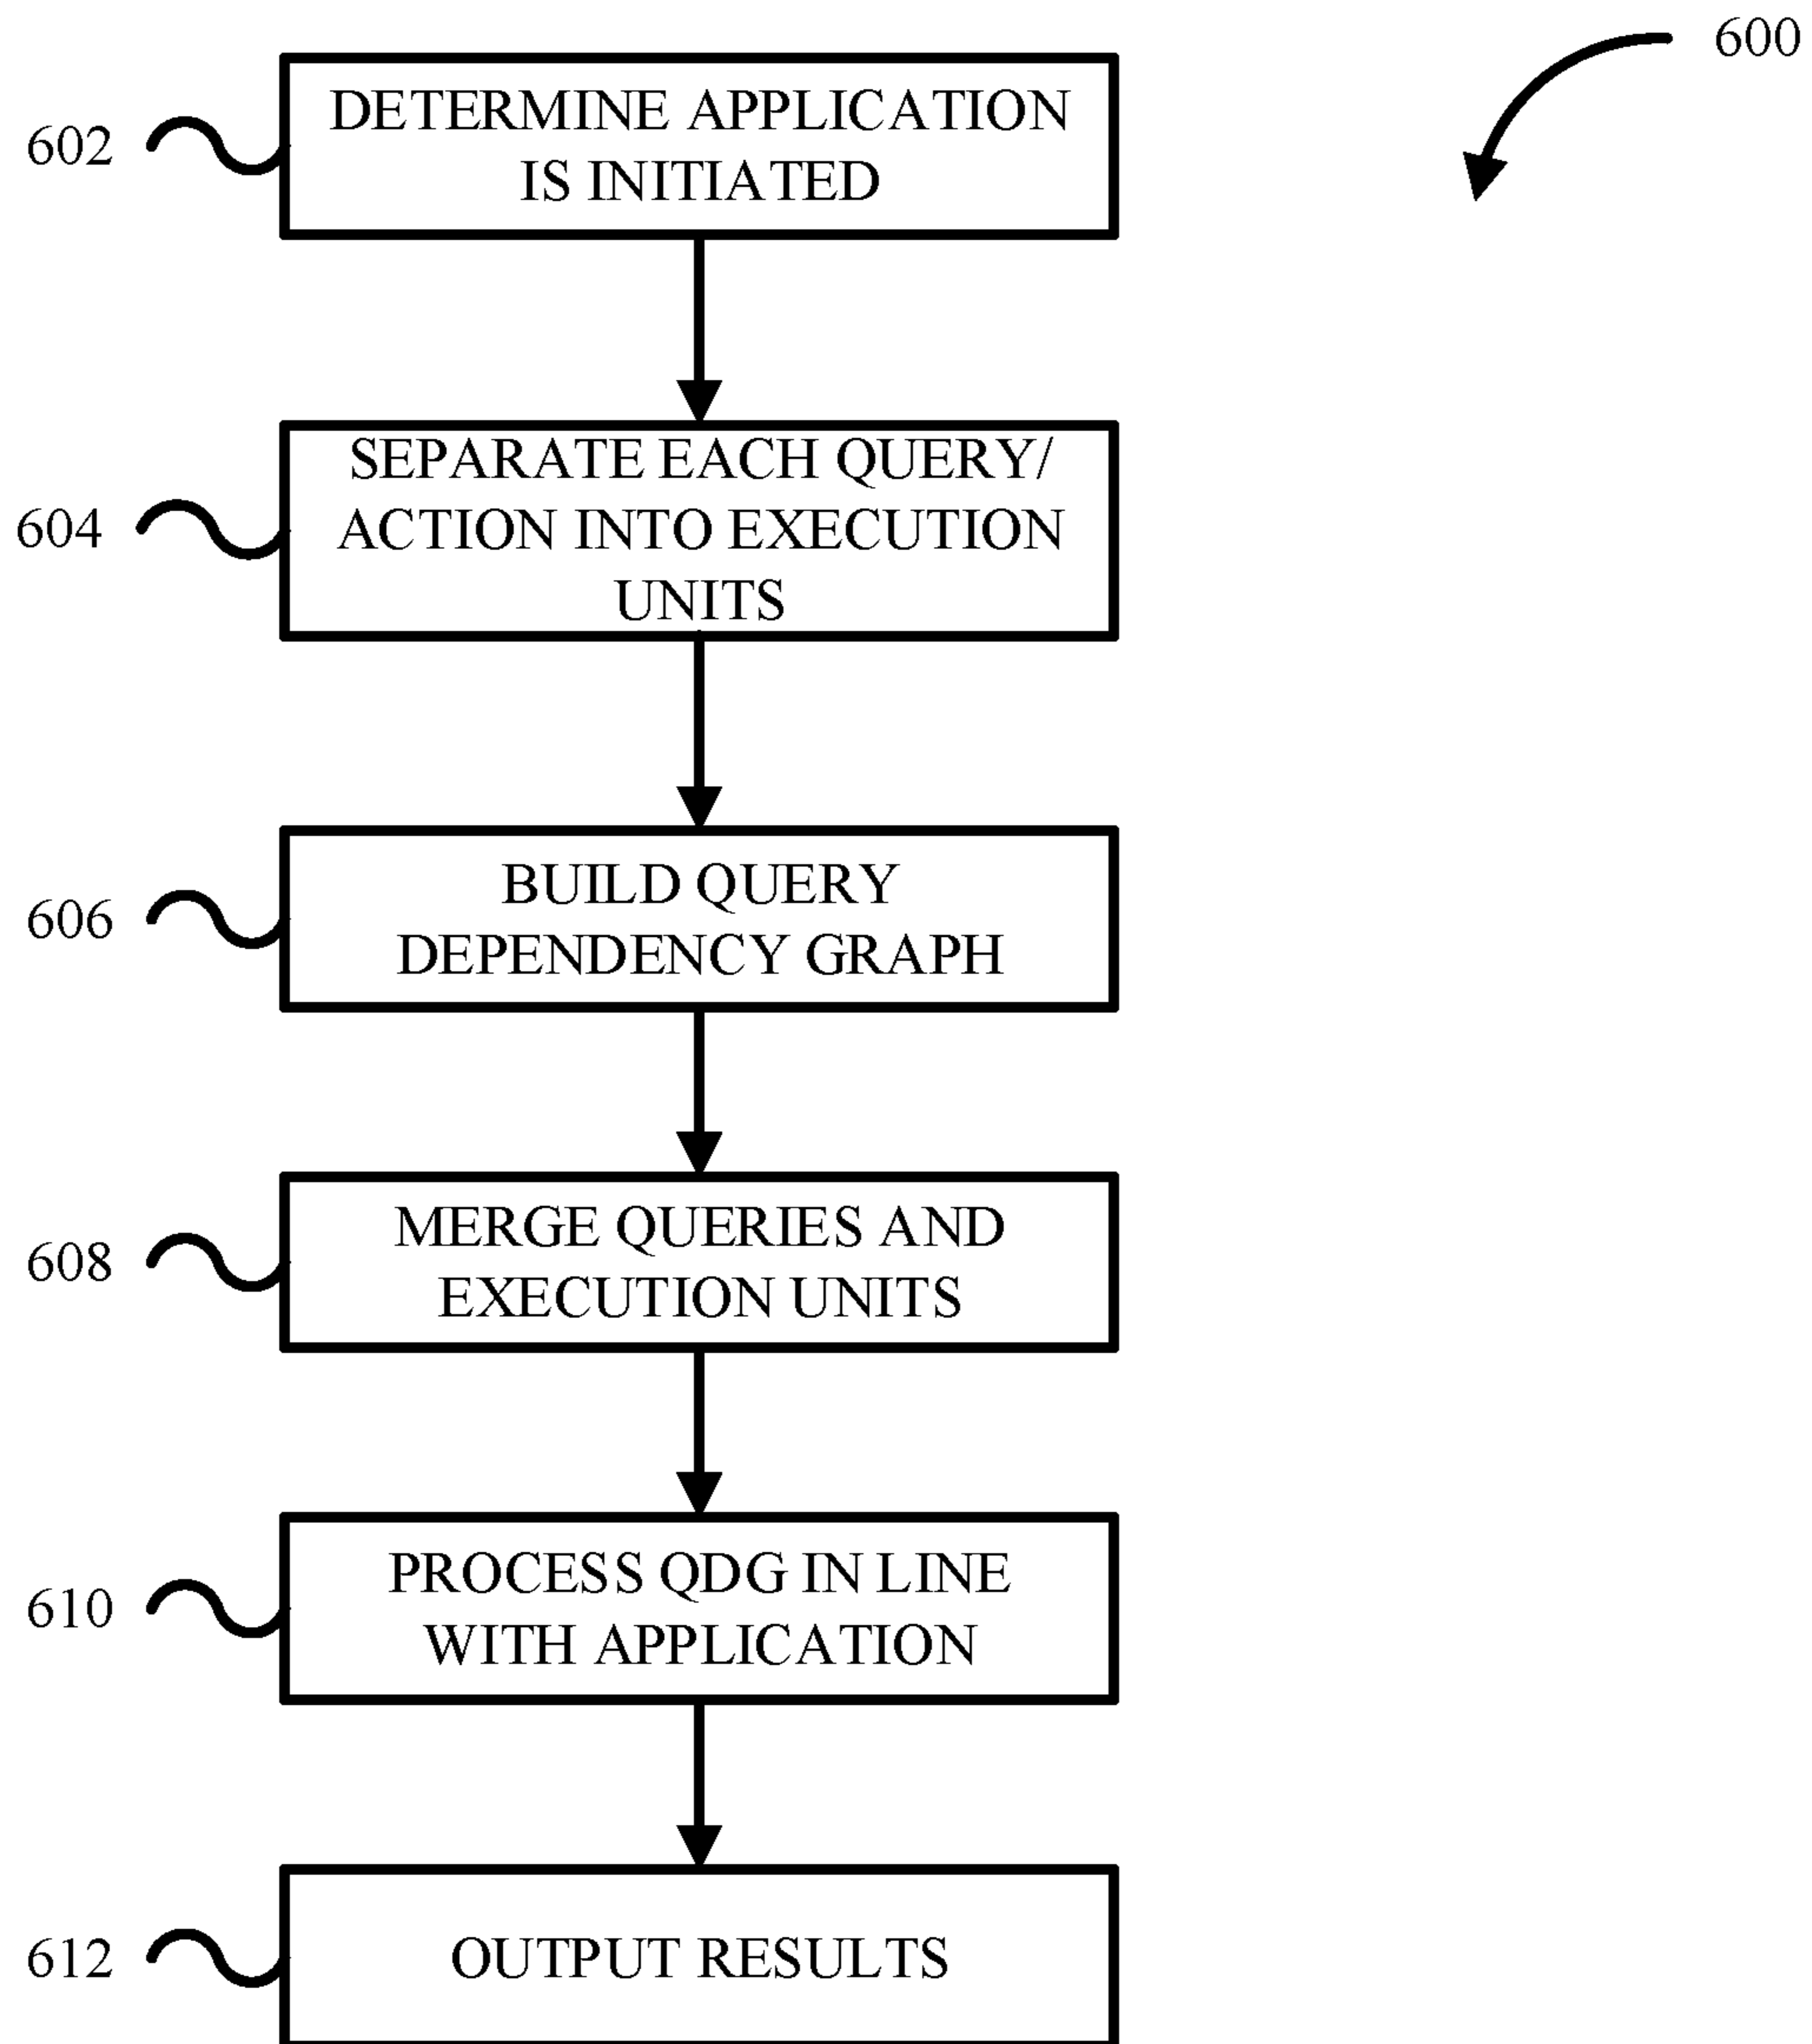 600
602
DETERMINE APPLICATION
IS INITIATED
604
SEPARATE EACH QUERY/
ACTION INTO EXECUTION
UNITS
606
BUILD QUERY
DEPENDENCY GRAPH
608
MERGE QUERIES AND
EXECUTION UNITS
610
PROCESS QDG IN LINE
WITH APPLICATION
612
OUTPUT RESULTS